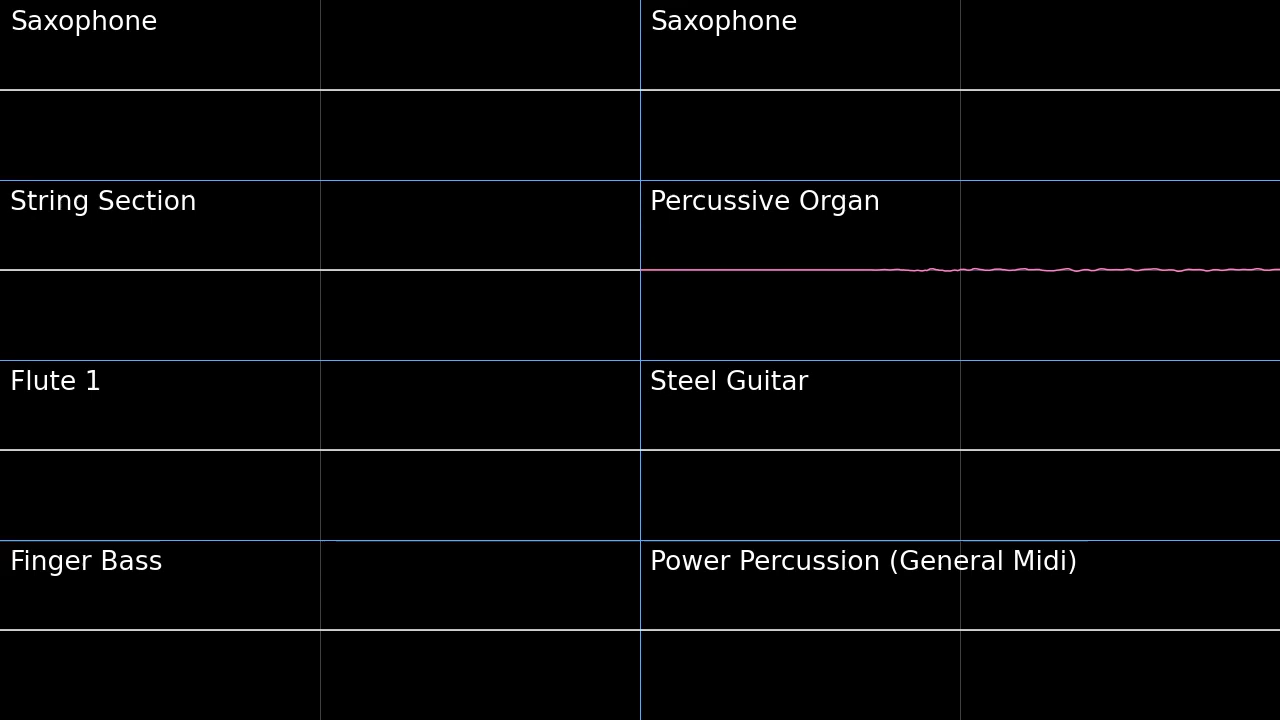 Saxophone
Saxophone
String Section
Percussive Organ
Flute 1
Steel Guitar
Finger Bass
Power Percussion (General Midi)